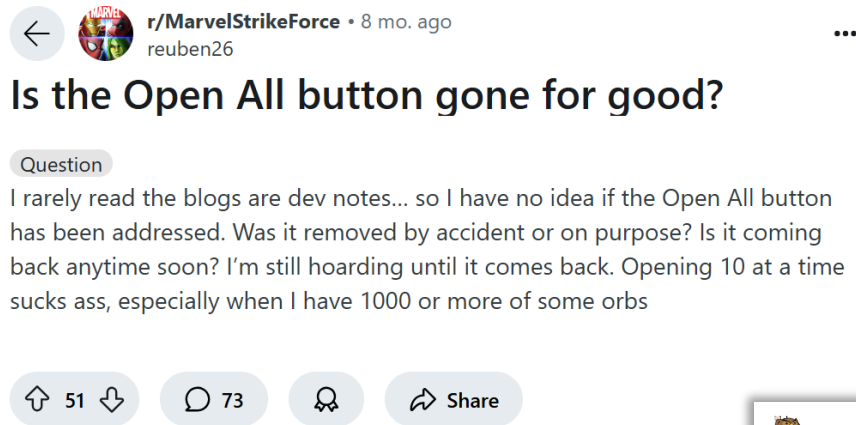 MARVEL
r/MarvelStrikeForce • 8 mo. ago
reuben26
Is the Open All button gone for good?
Question
I rarely read the blogs are dev notes... so I have no idea if the Open All button
has been addressed. Was it removed by accident or on purpose? Is it coming
back anytime soon? I’m still hoarding until it comes back. Opening 10 at a time
sucks ass, especially when I have 1000 or more of some orbs
51
73
Share